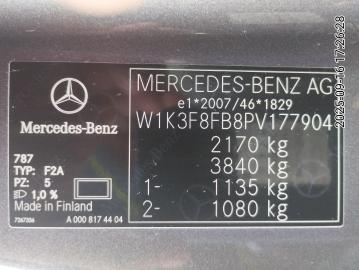 MERCEDES-BENZ AG
e1*2007/46*1829
W1K3F8FB8PV177904
2170 kg
3840 kg
1- 1135 kg
2- 1080 kg
Mercedes-Benz
787
TYP: F2A
PZ: 5
1,0 %
Made in Finland
7267336 A 000 817 44 04
2025-09-16 17:26:28